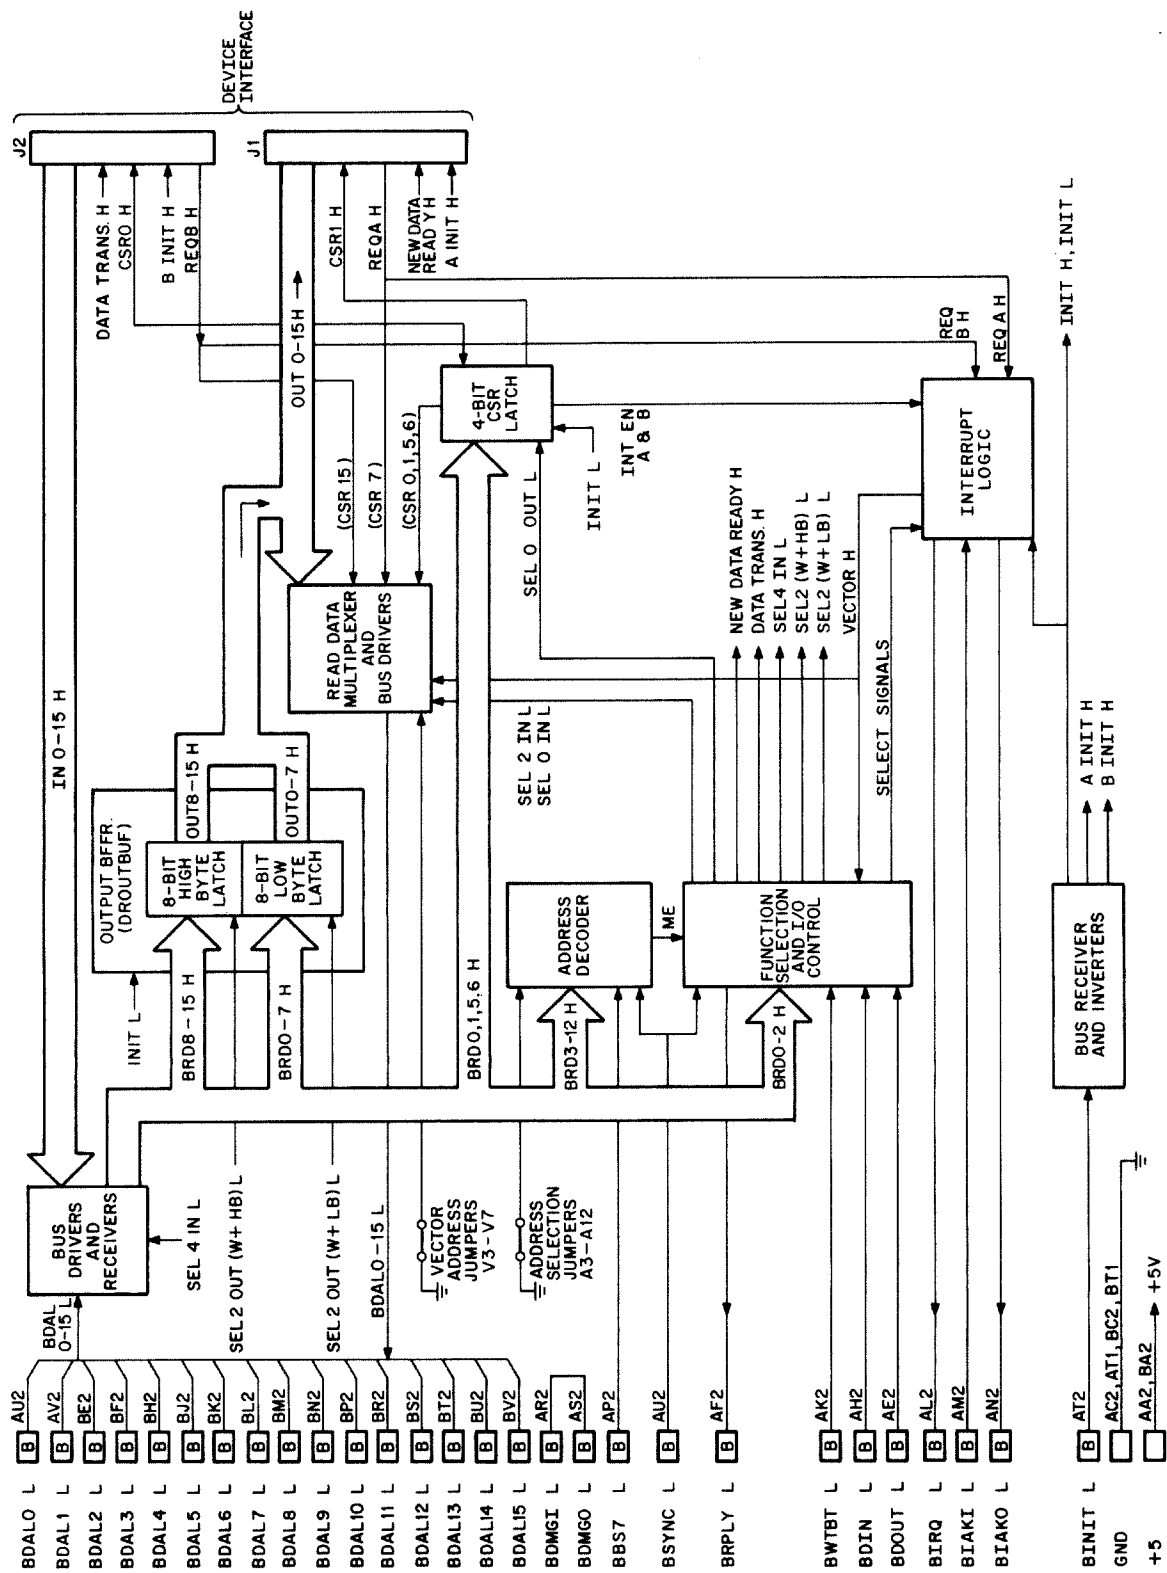 J2
J1
DEVICE
INTERFACE
IN 0-15 H
DATA TRANS. H
CSR0 H
B INIT H
REQB H
OUT 0-15H
CSR1 H
REQA H
NEW DATA
READY H
A INIT H
OUTPUT BFFR.
(DROUTBUF)
8-BIT
HIGH
BYTE
LATCH
8-BIT
LOW
BYTE
LATCH
OUT8-15 H
OUT0-7 H
INIT L
BRD8-15 H
BRD0-7 H
READ DATA
MULTIPLEXER
AND
BUS DRIVERS
(CSR15)
(CSR 7)
(CSR 0,1,5,6)
4-BIT
CSR
LATCH
SEL 0 OUT L
INIT L
INT EN
A & B
REQ
B H
REQ A H
INTERRUPT
LOGIC
INIT H, INIT L
BRD 0,1,5,6 H
SEL 2 IN L
SEL 0 IN L
NEW DATA READY H
DATA TRANS. H
SEL4 IN L
SEL2 (W+HB) L
SEL2 (W+LB) L
VECTOR H
SELECT SIGNALS
ADDRESS
DECODER
ME
BRD3-12 H
FUNCTION
SELECTION
AND I/O
CONTROL
BRD0-2 H
BUS RECEIVER
AND INVERTERS
A INIT H
B INIT H
BUS
DRIVERS
AND
RECEIVERS
BDAL
0-15 L
SEL 4 IN L
SEL 2 OUT (W+HB) L
SEL 2 OUT (W+LB) L
BDAL0-15 L
VECTOR
ADDRESS
JUMPERS
V3-V7
ADDRESS
SELECTION
JUMPERS
A3-A12
BDAL0 L B AU2
BDAL1 L B AV2
BDAL2 L B BE2
BDAL3 L B BF2
BDAL4 L B BH2
BDAL5 L B BJ2
BDAL6 L B BK2
BDAL7 L B BL2
BDAL8 L B BM2
BDAL9 L B BN2
BDAL10 L B BP2
BDAL11 L B BR2
BDAL12 L B BS2
BDAL13 L B BT2
BDAL14 L B BU2
BDAL15 L B BV2
BDMGI L B AR2
BDMGO L B AS2
BBS7 L B AP2
BSYNC L B AU2
BRPLY L B AF2
BWTBT L B AK2
BDIN L B AH2
BDOUT L B AE2
BIRQ L B AL2
BIAKI L B AM2
BIAKO L B AN2
BINIT L B AT2
GND AC2, AT1, BC2, BT1
+5 AA2, BA2 +5V